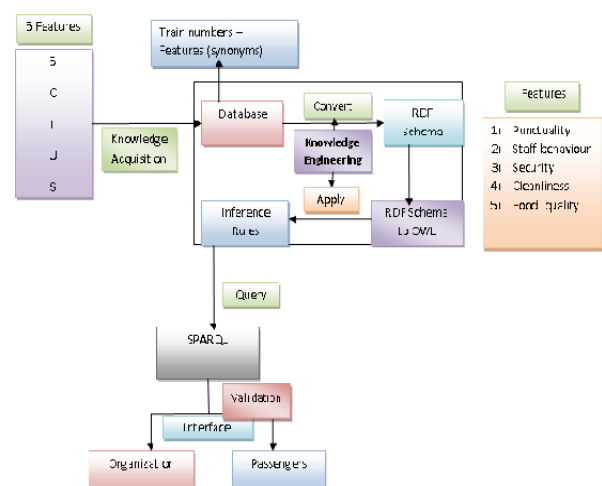 5 Features
Train numbers –
Features (synonyms)
Database
Convert
RDF
schema
Features
Knowledge
Acquisition
Knowledge
Engineering
1. Punctuality
2. Staff behaviour
3. Security
4. Cleanliness
5. Food quality
Apply
Inference
Rules
RDF Schema
to OWL
Query
SPARQL
Validation
Interface
Organization
Passengers